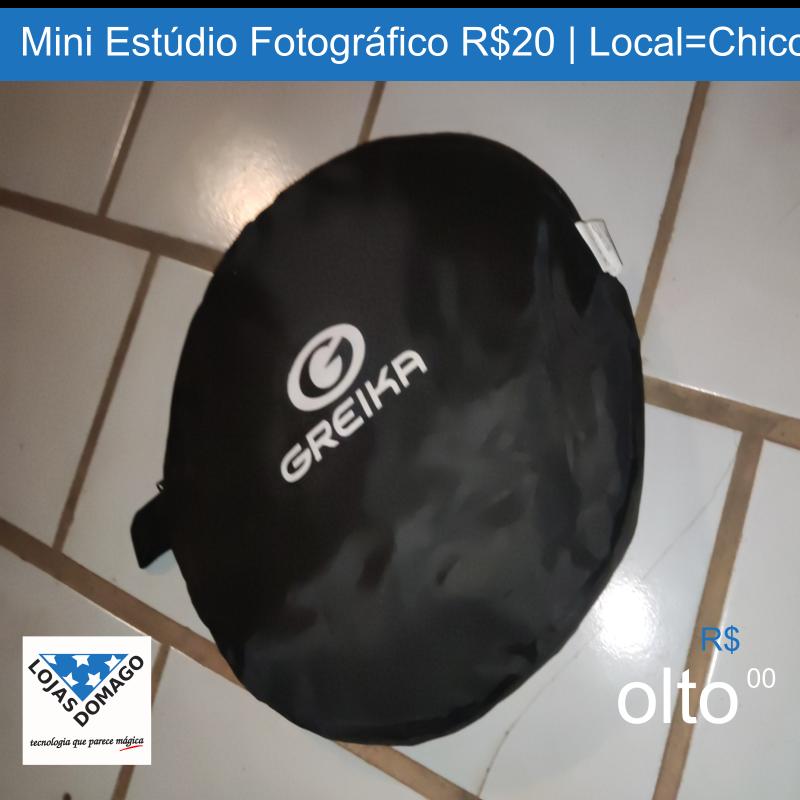 Mini Estúdio Fotográfico R$20 | Local=Chico
GREIKA
R$
olto 00
LOJAS DOMAGO
tecnologia que parece mágica